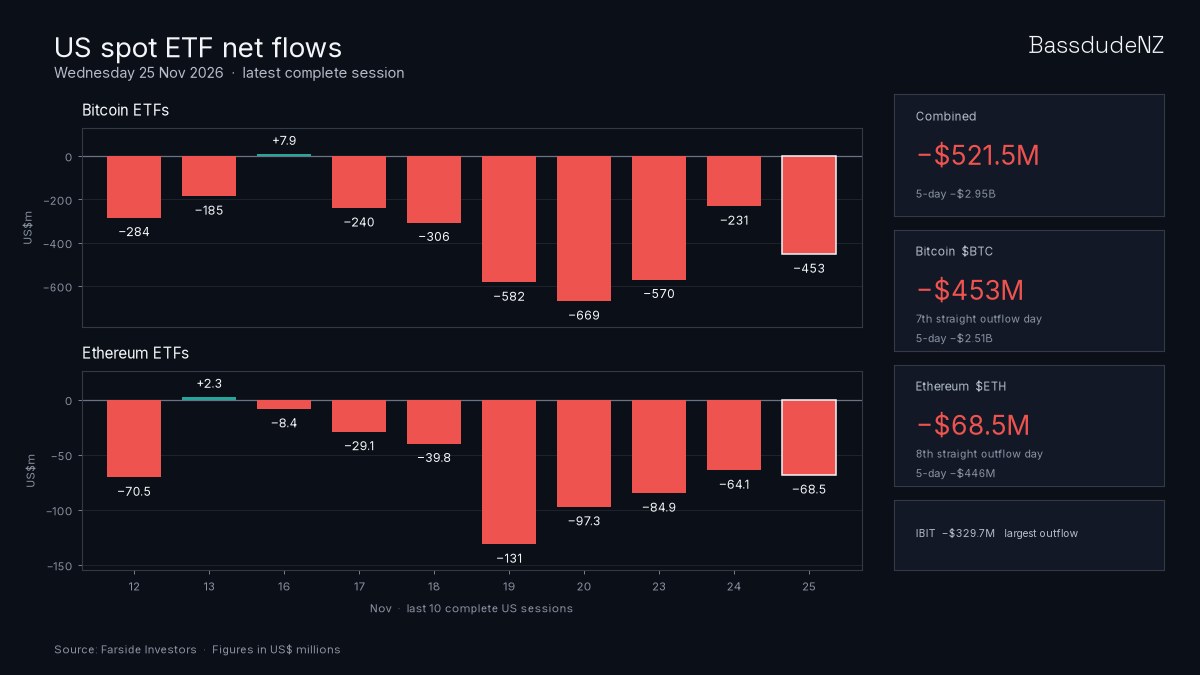 US spot ETF net flows
Wednesday 25 Nov 2026 · latest complete session
BassdudeNZ
Bitcoin ETFs
US$m
0
−200
−400
−600
−284
−185
+7.9
−240
−306
−582
−669
−570
−231
−453
Ethereum ETFs
US$m
0
−50
−100
−150
−70.5
+2.3
−8.4
−29.1
−39.8
−131
−97.3
−84.9
−64.1
−68.5
12 13 16 17 18 19 20 23 24 25
Nov · last 10 complete US sessions
Combined
−$521.5M
5-day −$2.95B
Bitcoin $BTC
−$453M
7th straight outflow day
5-day −$2.51B
Ethereum $ETH
−$68.5M
8th straight outflow day
5-day −$446M
IBIT −$329.7M largest outflow
Source: Farside Investors · Figures in US$ millions